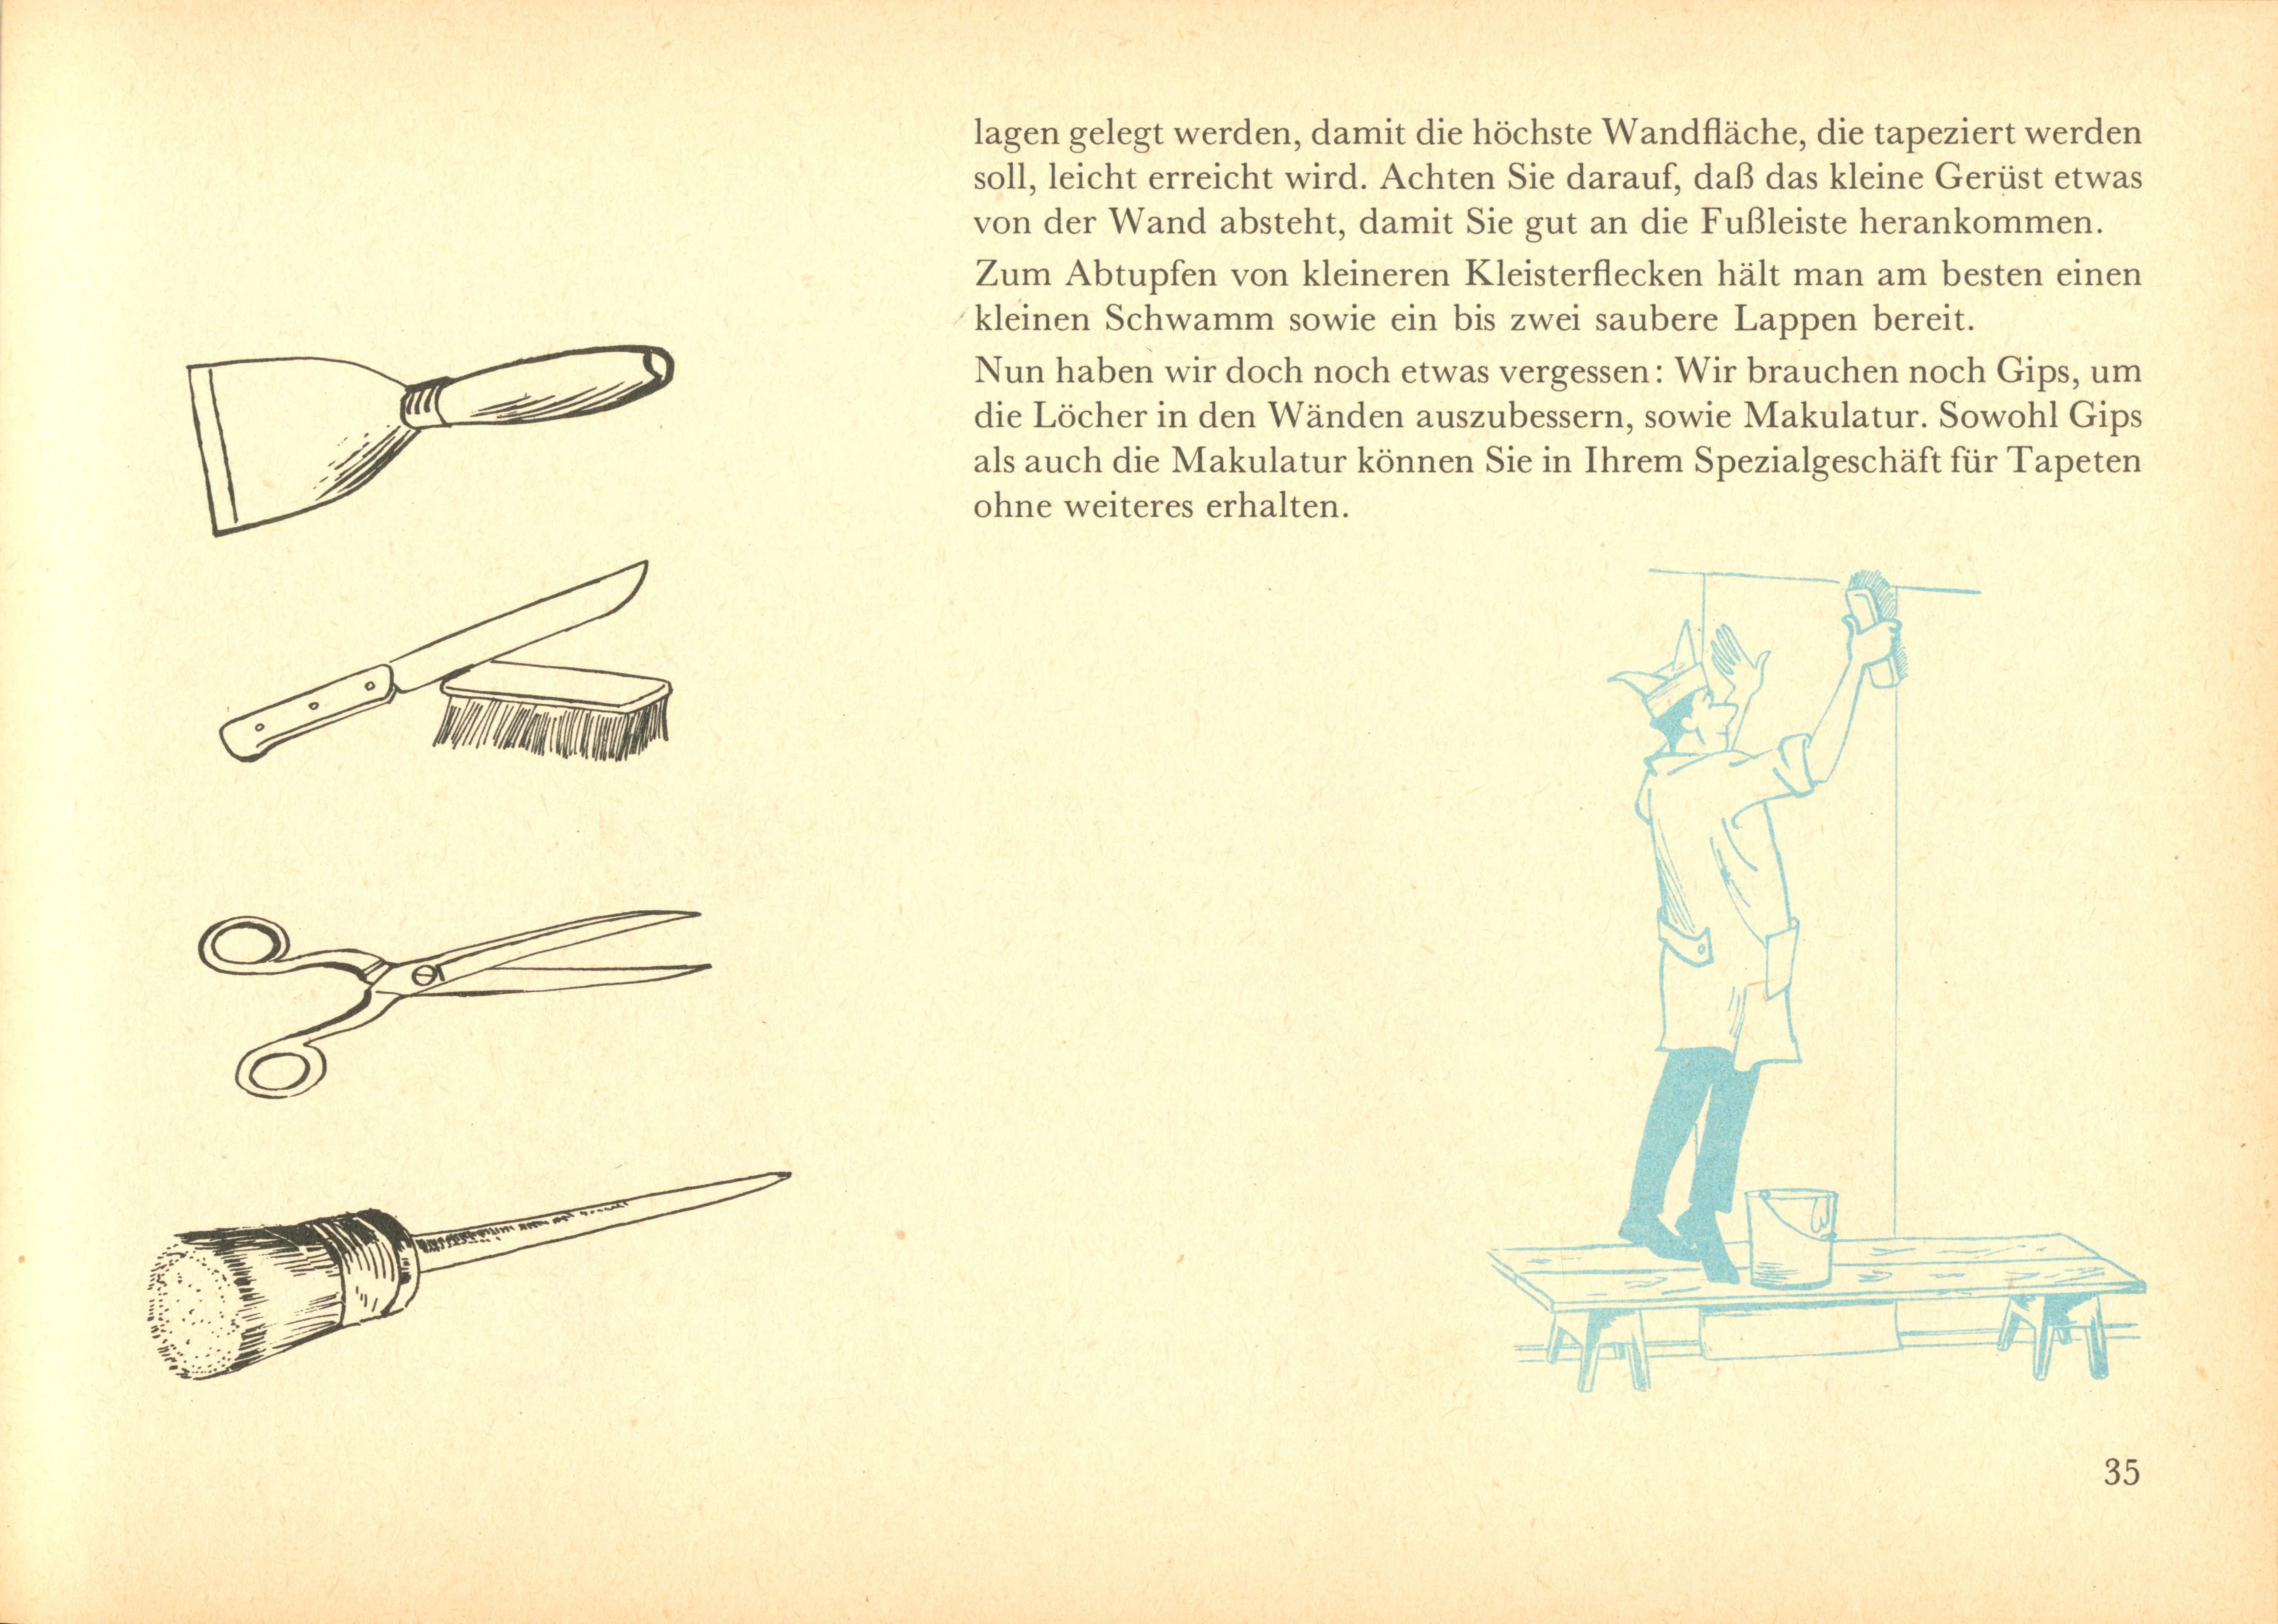 lagen gelegt werden, damit die höchste Wandfläche, die tapeziert werden
soll, leicht erreicht wird. Achten Sie darauf, daß das kleine Gerüst etwas
von der Wand absteht, damit Sie gut an die Fußleiste herankommen.
Zum Abtupfen von kleineren Kleisterflecken hält man am besten einen
kleinen Schwamm sowie ein bis zwei saubere Lappen bereit.
Nun haben wir doch noch etwas vergessen: Wir brauchen noch Gips, um
die Löcher in den Wänden auszubessern, sowie Makulatur. Sowohl Gips
als auch die Makulatur können Sie in Ihrem Spezialgeschäft für Tapeten
ohne weiteres erhalten.
35